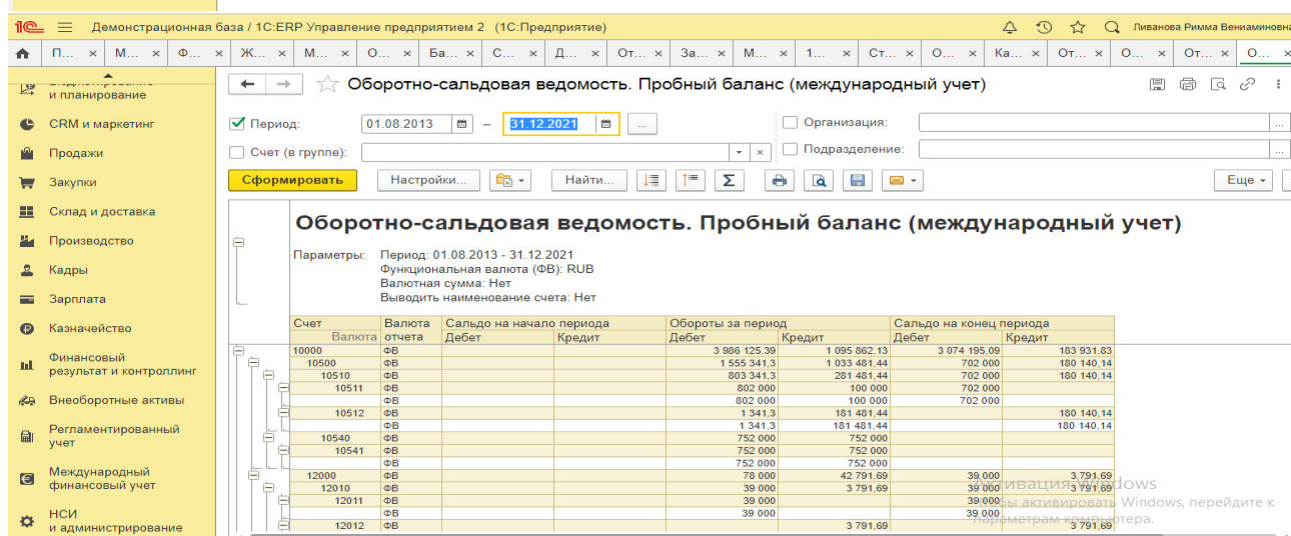 1С Демонстрационная база / 1С:ERP Управление предприятием 2 (1С:Предприятие) Ливанова Римма Вениаминовна
П... × М... × Ф... × Ж... × М... × О... × Ба... × С... × Д... × От... × За... × М... × 1... × Ст... × О... × Ка... × От... × О... × От... × О... ×
и планирование
CRM и маркетинг
Продажи
Закупки
Склад и доставка
Производство
Кадры
Зарплата
Казначейство
Финансовый
результат и контроллинг
Внеоборотные активы
Регламентированный
учет
Международный
финансовый учет
НСИ
и администрирование
Оборотно-сальдовая ведомость. Пробный баланс (международный учет)
Период: 01.08.2013 – 31.12.2021 ... Организация: ...
Счет (в группе): Подразделение: ...
Сформировать Настройки... Найти... Σ Еще
Оборотно-сальдовая ведомость. Пробный баланс (международный учет)
Параметры: Период: 01.08.2013 - 31.12.2021
Функциональная валюта (ФВ): RUB
Валютная сумма: Нет
Выводить наименование счета: Нет
Счет Валюта Сальдо на начало периода Обороты за период Сальдо на конец периода
Валюта отчета Дебет Кредит Дебет Кредит Дебет Кредит
10000 ФВ 3 986 125,39 1 095 862,13 3 074 195,09 183 931,83
10500 ФВ 1 555 341,3 1 033 481,44 702 000 180 140,14
10510 ФВ 803 341,3 281 481,44 702 000 180 140,14
10511 ФВ 802 000 100 000 702 000
ФВ 802 000 100 000 702 000
10512 ФВ 1 341,3 181 481,44 180 140,14
ФВ 1 341,3 181 481,44 180 140,14
10540 ФВ 752 000 752 000
10541 ФВ 752 000 752 000
ФВ 752 000 752 000
12000 ФВ 78 000 42 791,69 39 000 3 791,69
12010 ФВ 39 000 3 791,69 39 000 3 791,69
12011 ФВ 39 000 39 000
ФВ 39 000 39 000
12012 ФВ 3 791,69 3 791,69
Активация Windows
Чтобы активировать Windows, перейдите к
параметрам компьютера.